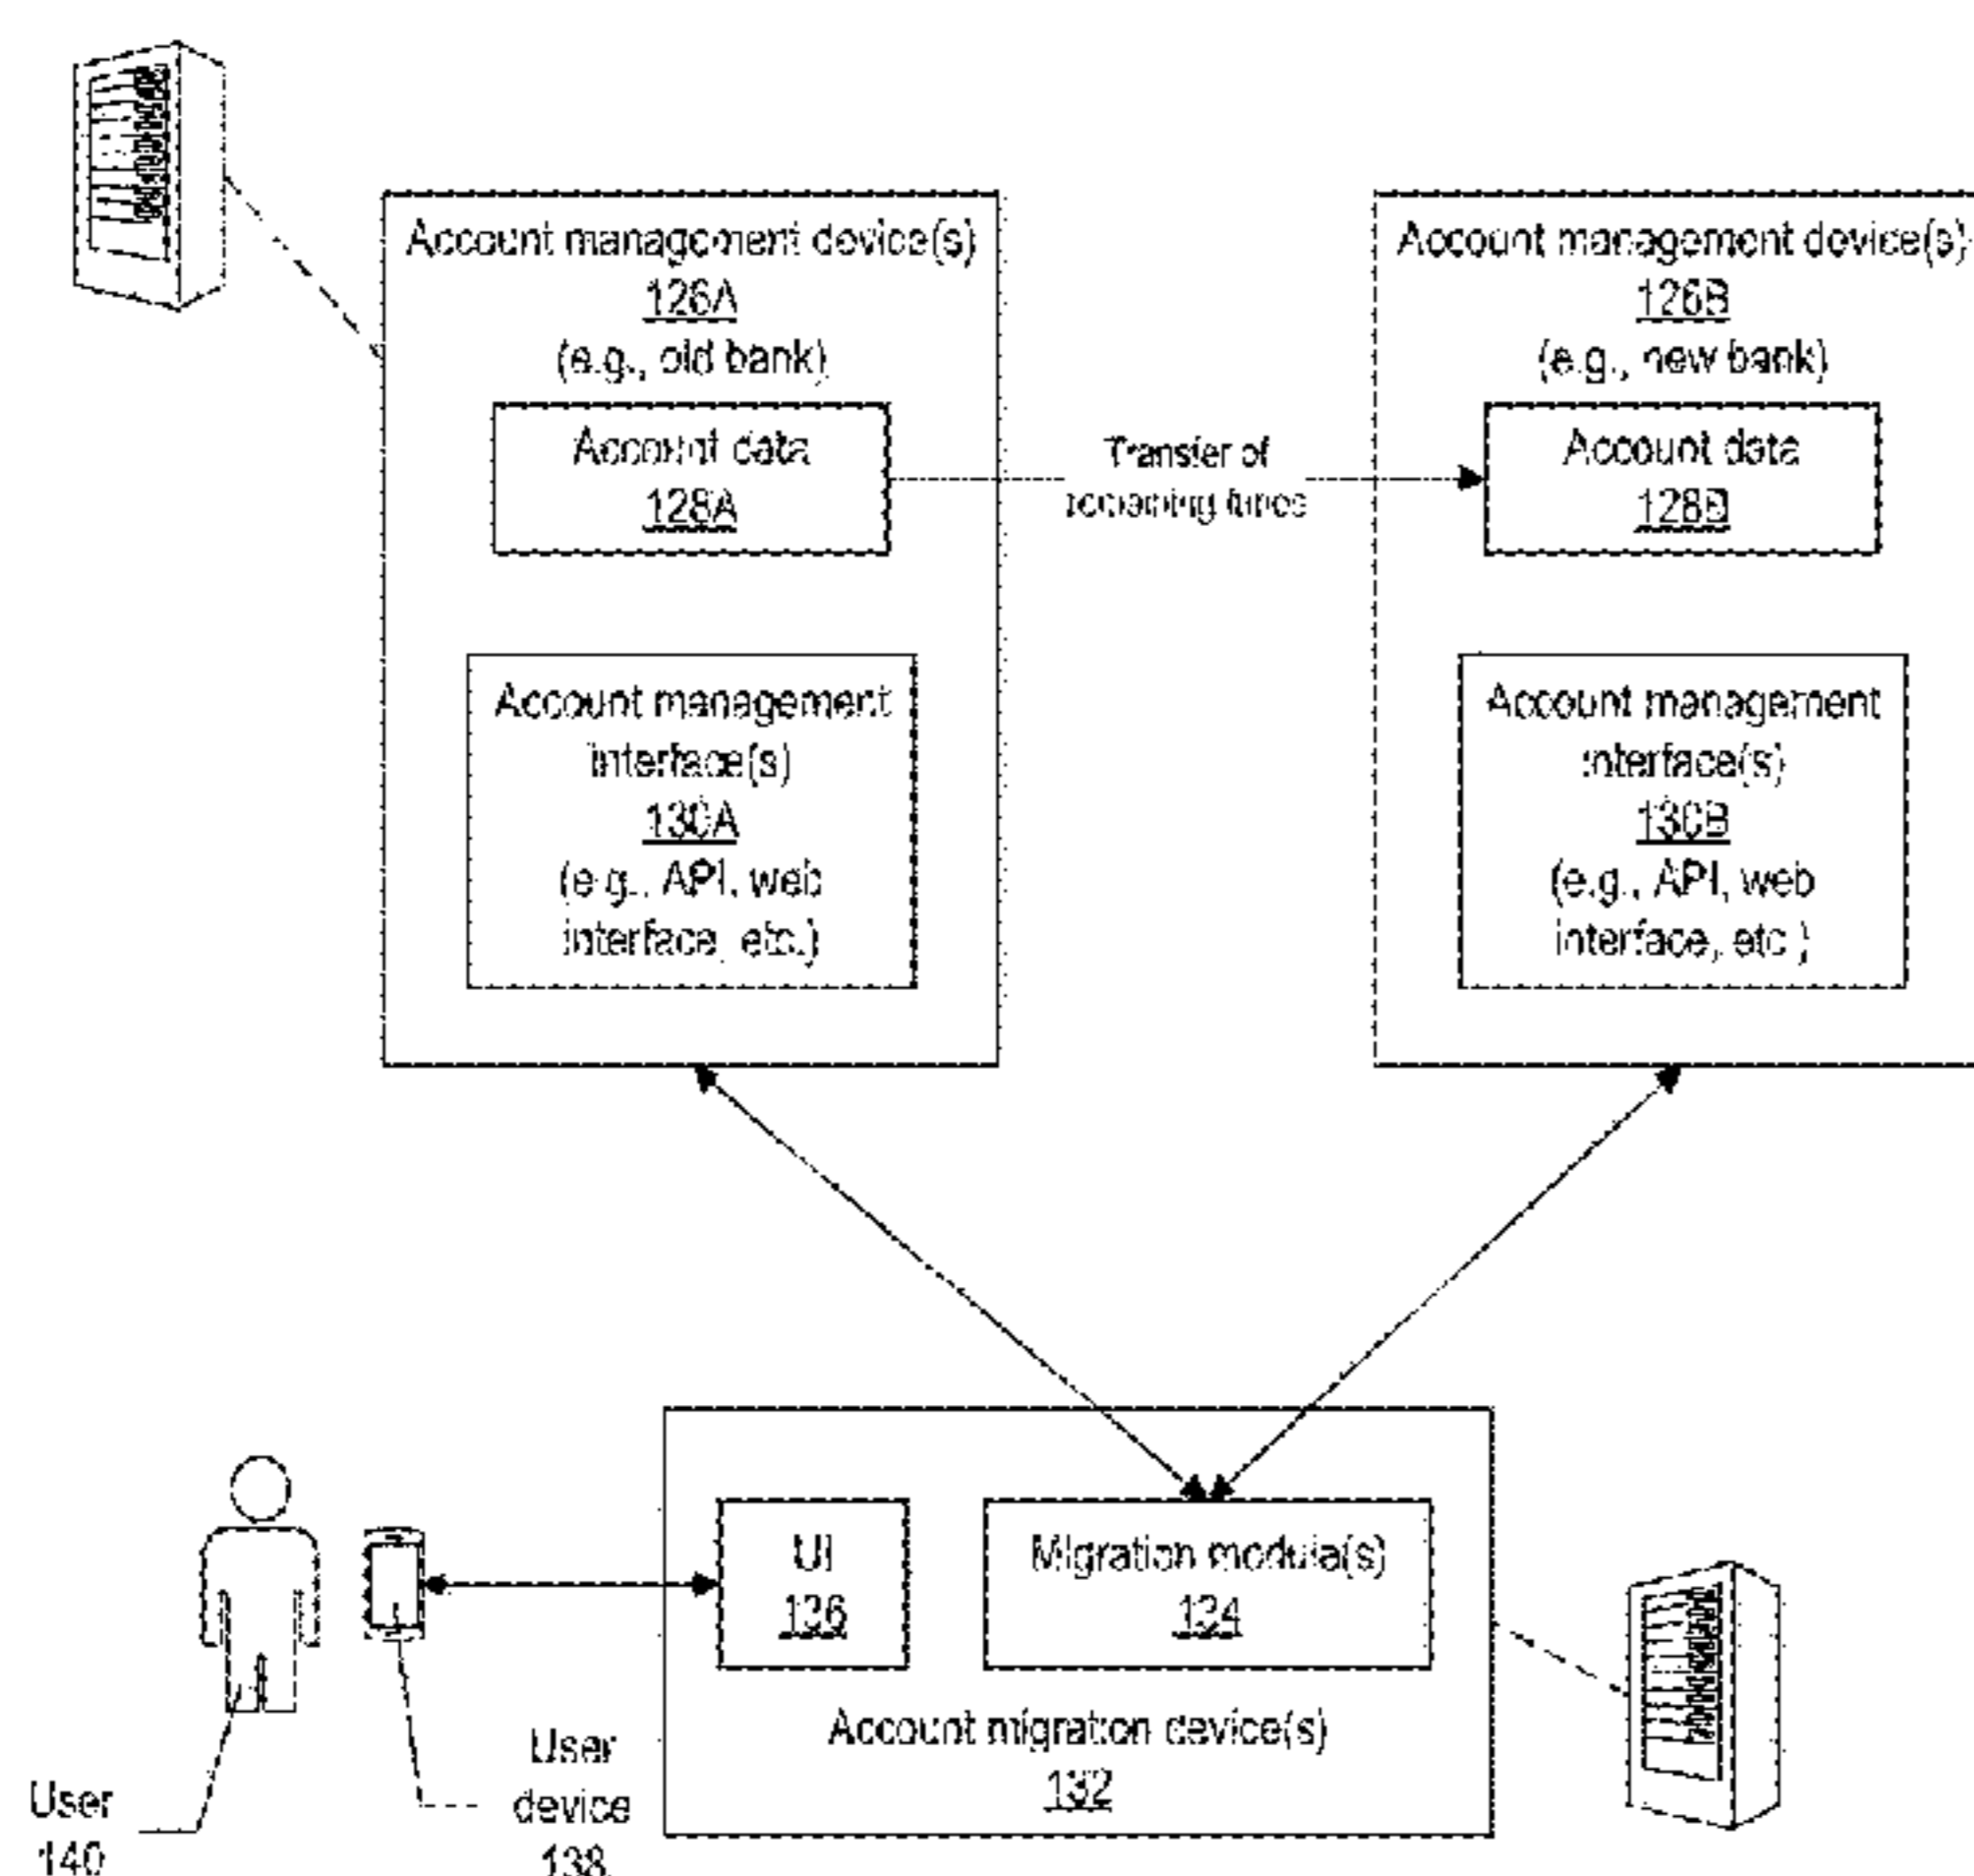 Account management device(s)
126A
(e.g., old bank)
Account data
128A
Account management
interface(s)
130A
(e.g., API, web
interface, etc.)
Transfer of
remaining funds
Account management device(s)
126B
(e.g., new bank)
Account data
128B
Account management
interface(s)
130B
(e.g., API, web
interface, etc.)
UI
136
Migration module(s)
134
Account migration device(s)
132
User
140
User
device
138